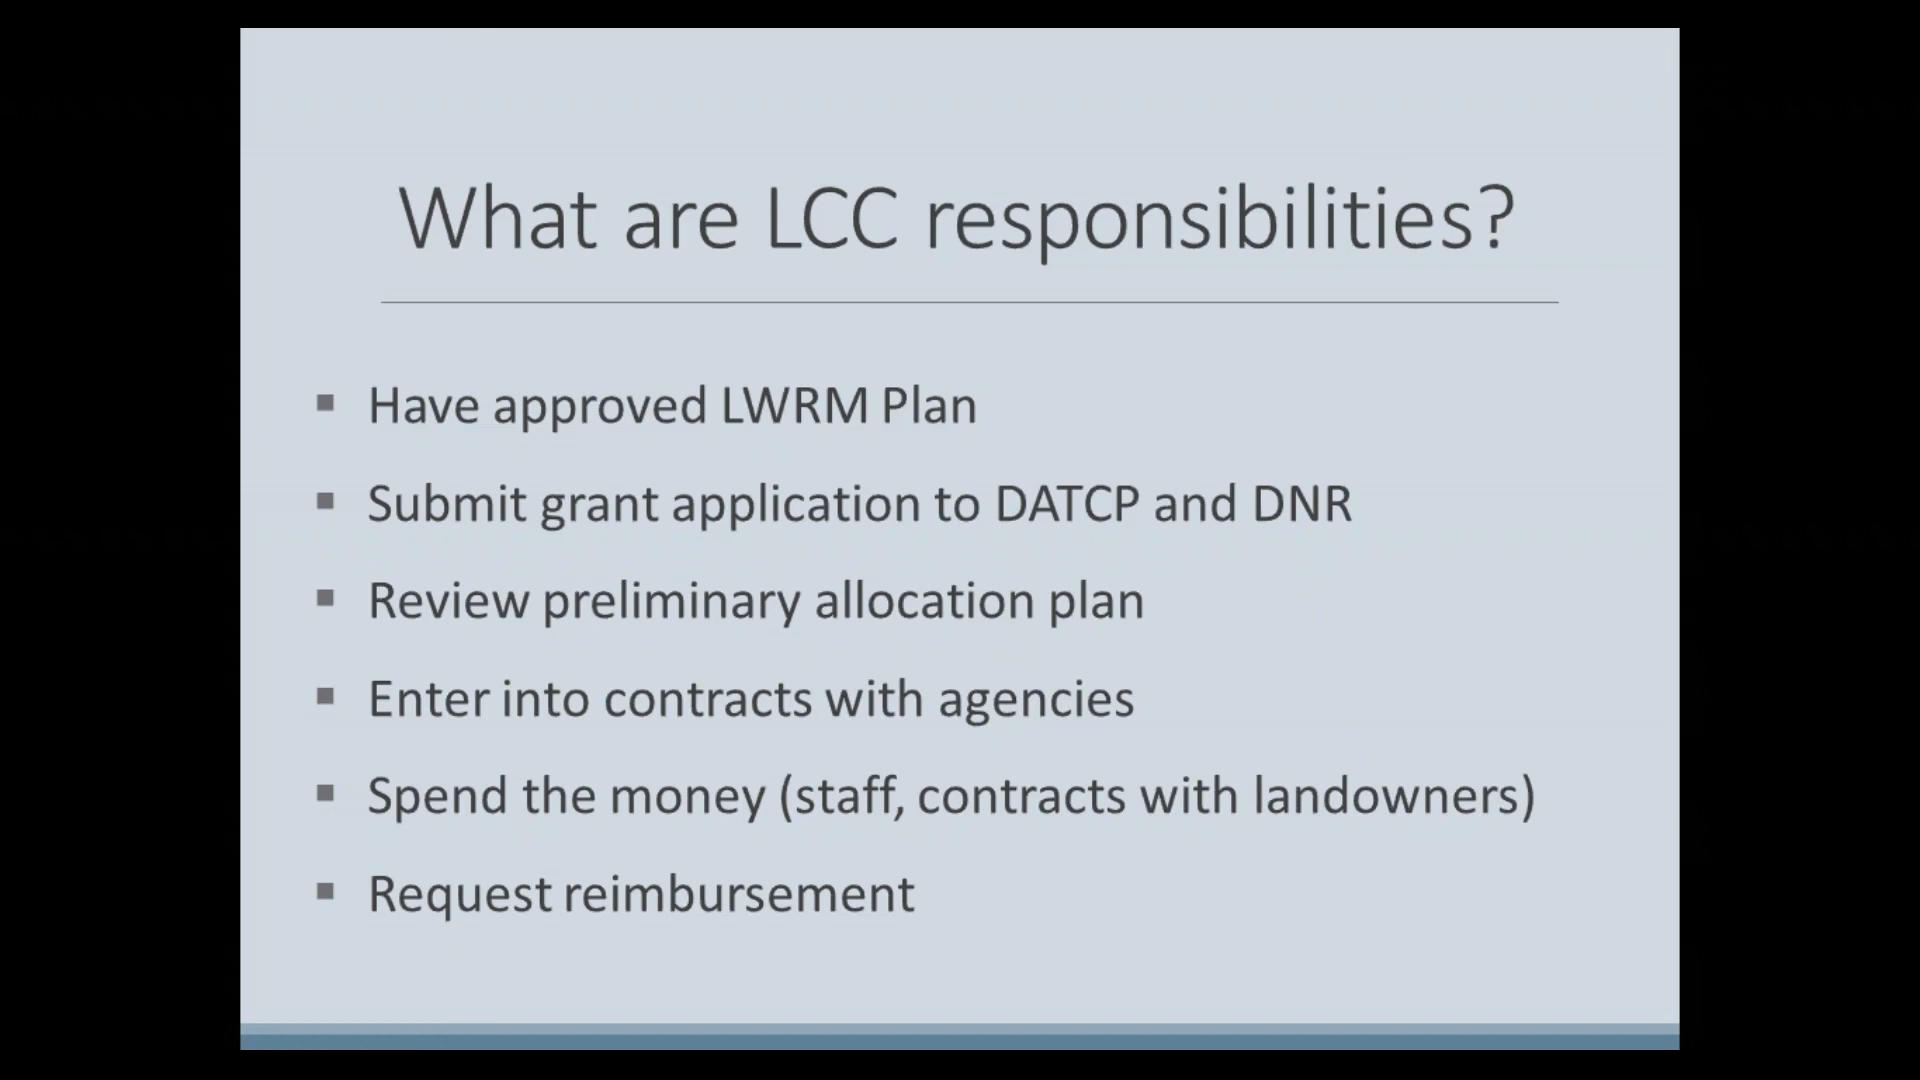 What are LCC responsibilities?
▪ Have approved LWRM Plan
▪ Submit grant application to DATCP and DNR
▪ Review preliminary allocation plan
▪ Enter into contracts with agencies
▪ Spend the money (staff, contracts with landowners)
▪ Request reimbursement